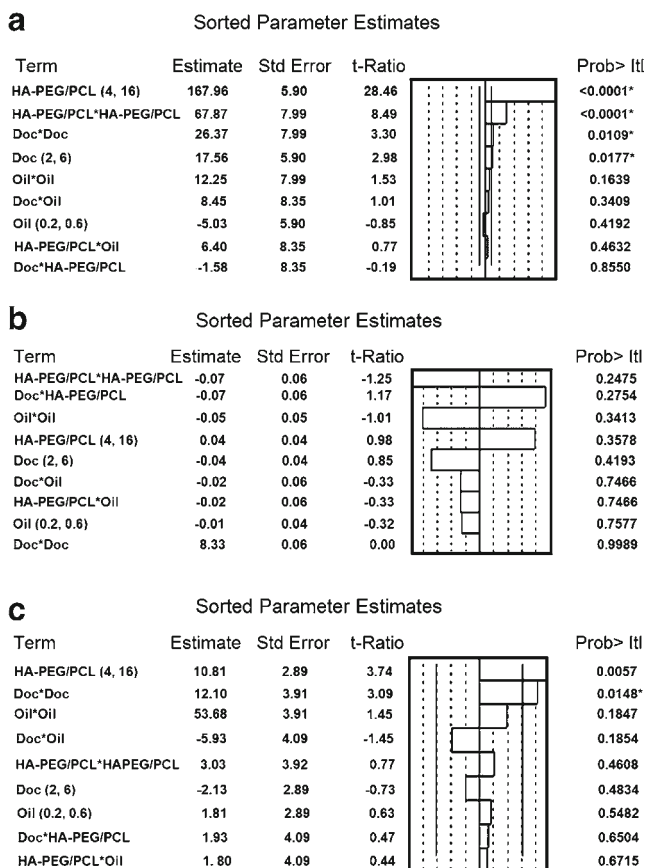 a
Sorted Parameter Estimates
Term Estimate Std Error t-Ratio Prob> ItI
HA-PEG/PCL (4, 16) 167.96 5.90 28.46 <0.0001*
HA-PEG/PCL*HA-PEG/PCL 67.87 7.99 8.49 <0.0001*
Doc*Doc 26.37 7.99 3.30 0.0109*
Doc (2, 6) 17.56 5.90 2.98 0.0177*
Oil*Oil 12.25 7.99 1.53 0.1639
Doc*Oil 8.45 8.35 1.01 0.3409
Oil (0.2, 0.6) -5.03 5.90 -0.85 0.4192
HA-PEG/PCL*Oil 6.40 8.35 0.77 0.4632
Doc*HA-PEG/PCL -1.58 8.35 -0.19 0.8550
b
Sorted Parameter Estimates
Term Estimate Std Error t-Ratio Prob> ItI
HA-PEG/PCL*HA-PEG/PCL -0.07 0.06 -1.25 0.2475
Doc*HA-PEG/PCL -0.07 0.06 1.17 0.2754
Oil*Oil -0.05 0.05 -1.01 0.3413
HA-PEG/PCL (4, 16) 0.04 0.04 0.98 0.3578
Doc (2, 6) -0.04 0.04 0.85 0.4193
Doc*Oil -0.02 0.06 -0.33 0.7466
HA-PEG/PCL*Oil -0.02 0.06 -0.33 0.7466
Oil (0.2, 0.6) -0.01 0.04 -0.32 0.7577
Doc*Doc 8.33 0.06 0.00 0.9989
c
Sorted Parameter Estimates
Term Estimate Std Error t-Ratio Prob> ItI
HA-PEG/PCL (4, 16) 10.81 2.89 3.74 0.0057
Doc*Doc 12.10 3.91 3.09 0.0148*
Oil*Oil 53.68 3.91 1.45 0.1847
Doc*Oil -5.93 4.09 -1.45 0.1854
HA-PEG/PCL*HAPEG/PCL 3.03 3.92 0.77 0.4608
Doc (2, 6) -2.13 2.89 -0.73 0.4834
Oil (0.2, 0.6) 1.81 2.89 0.63 0.5482
Doc*HA-PEG/PCL 1.93 4.09 0.47 0.6504
HA-PEG/PCL*Oil 1. 80 4.09 0.44 0.6715